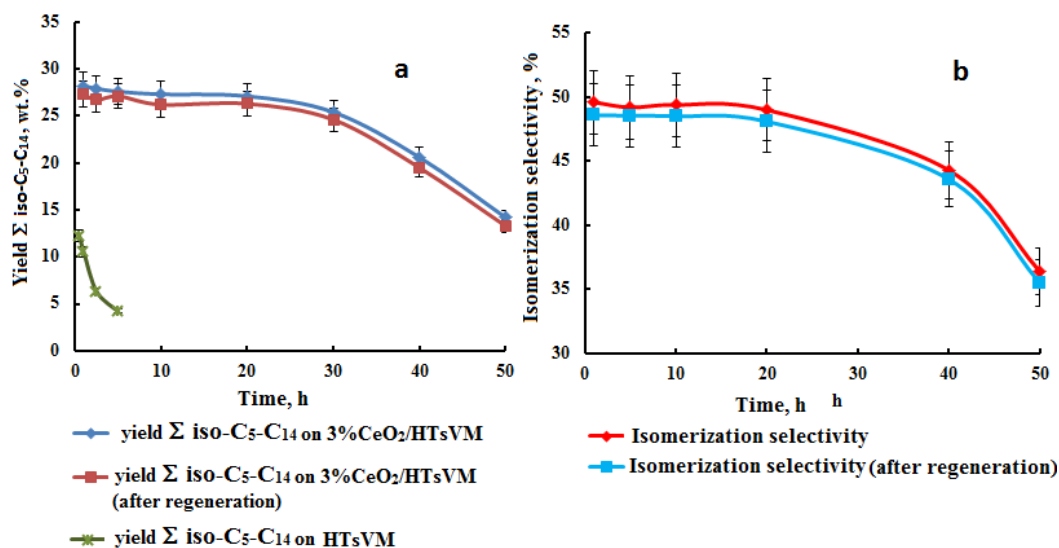 35
30
25
20
15
10
5
0
Yield Σ iso-C₅-C₁₄, wt.%
a
0 10 20 30 40 50
Time, h
yield Σ iso-C₅-C₁₄ on 3%CeO₂/HTsVM
yield Σ iso-C₅-C₁₄ on 3%CeO₂/HTsVM
(after regeneration)
yield Σ iso-C₅-C₁₄ on HTsVM
55
50
45
40
35
30
Isomerization selectivity, %
b
0 10 20 30 40 50
Time, h h
Isomerization selectivity
Isomerization selectivity (after regeneration)